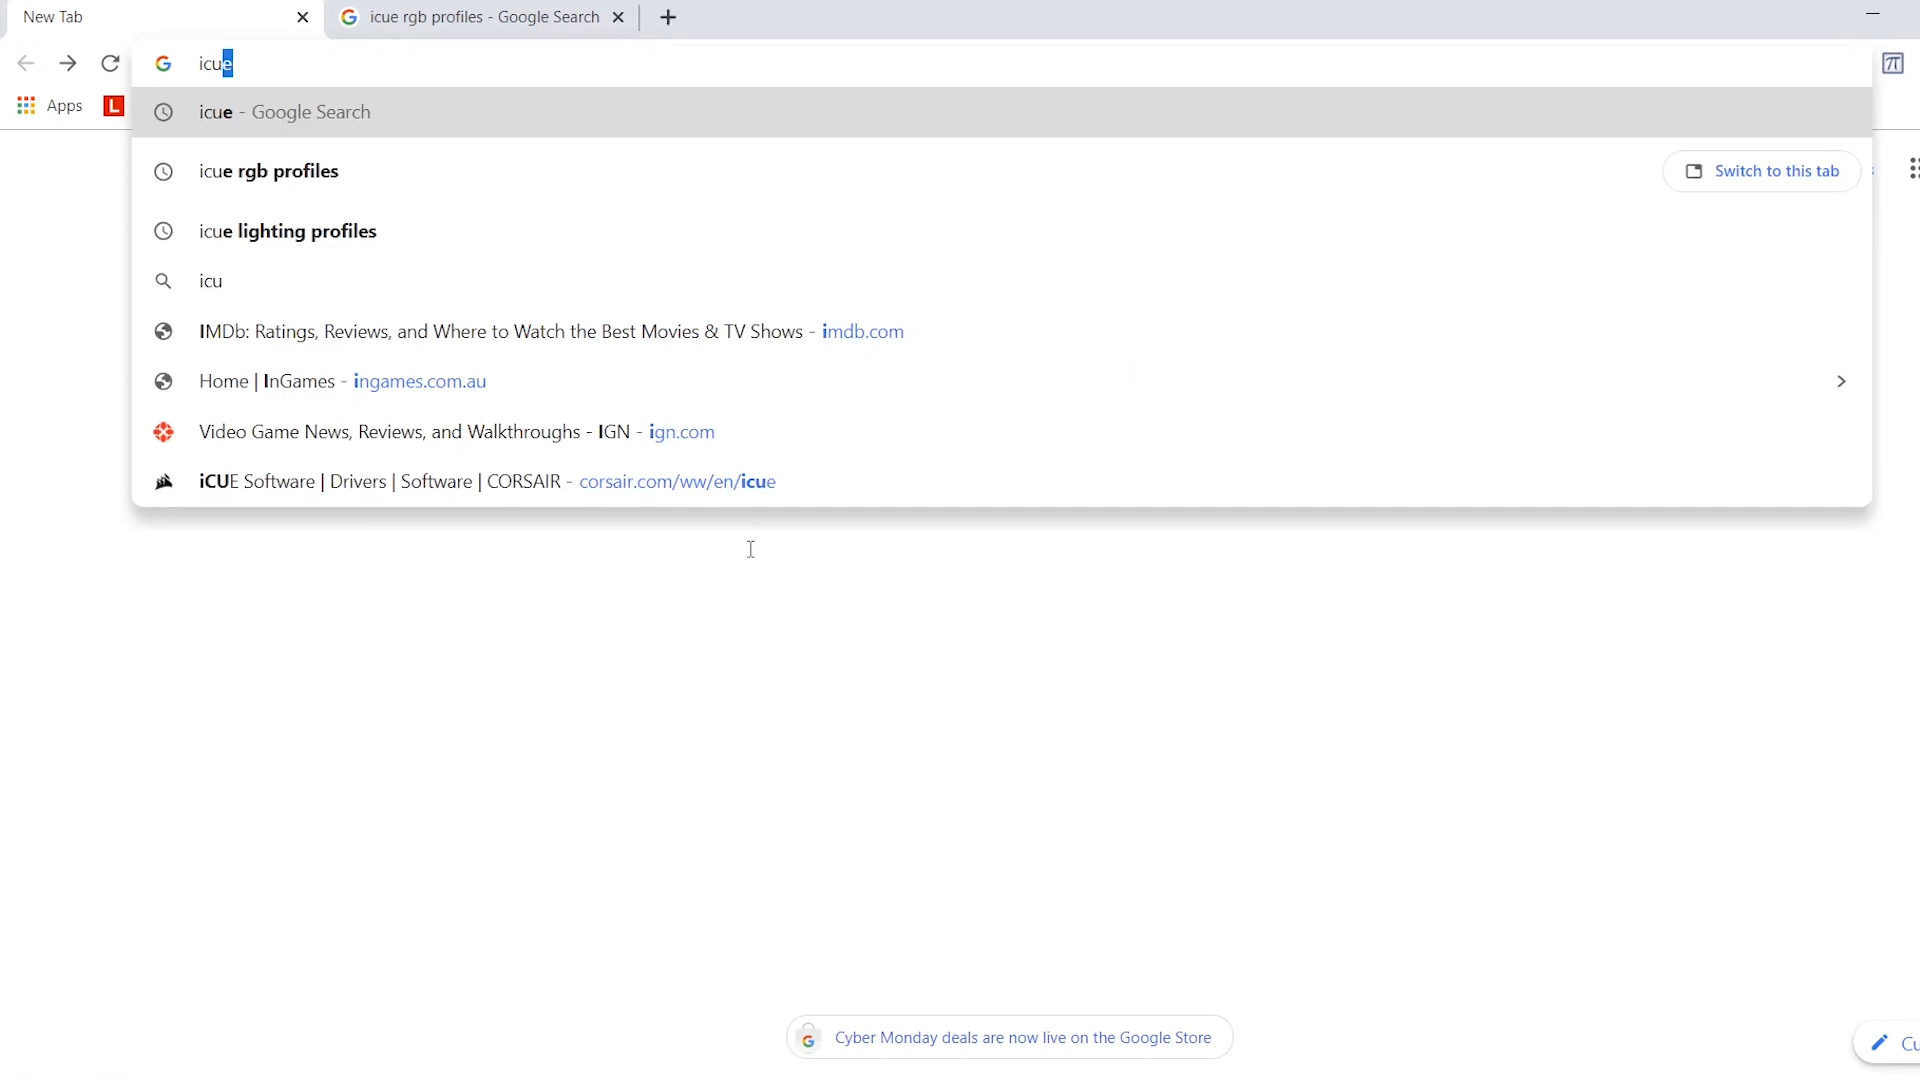 New Tab
icue rgb profiles - Google Search
icue
Apps
L
icue - Google Search
icue rgb profiles
Switch to this tab
icue lighting profiles
icu
IMDb: Ratings, Reviews, and Where to Watch the Best Movies & TV Shows - imdb.com
Home | InGames - ingames.com.au
Video Game News, Reviews, and Walkthroughs - IGN - ign.com
iCUE Software | Drivers | Software | CORSAIR - corsair.com/ww/en/icue
Cyber Monday deals are now live on the Google Store
Cu